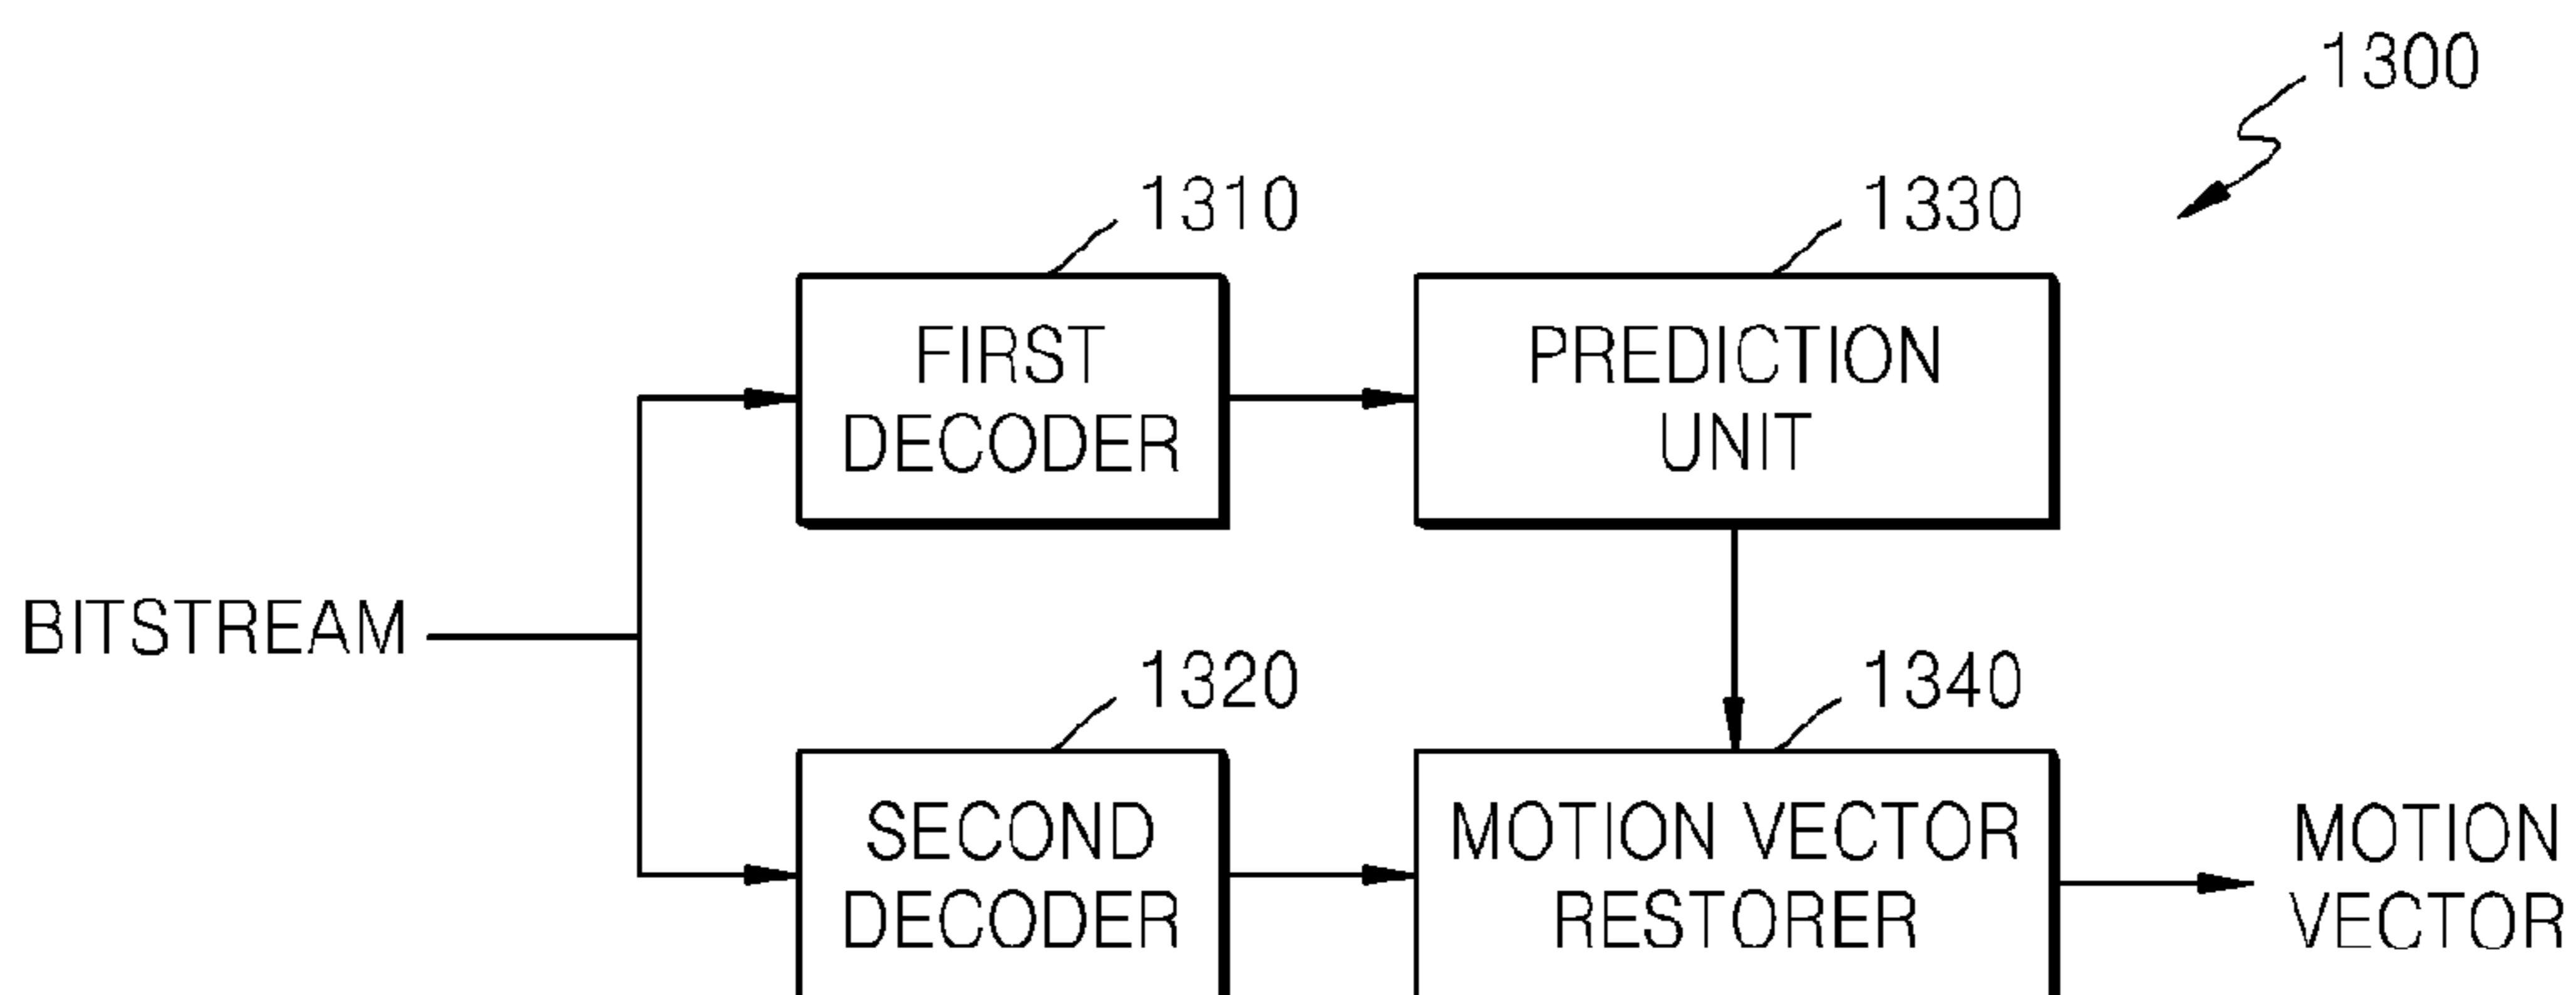 1300
1310
1330
FIRST
DECODER
PREDICTION
UNIT
BITSTREAM
1320
1340
SECOND
DECODER
MOTION VECTOR
RESTORER
MOTION
VECTOR